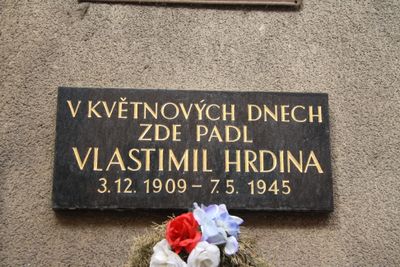 V KVĚTNOVÝCH DNECH
ZDE PADL
VLASTIMIL HRDINA
3.12. 1909 – 7.5. 1945